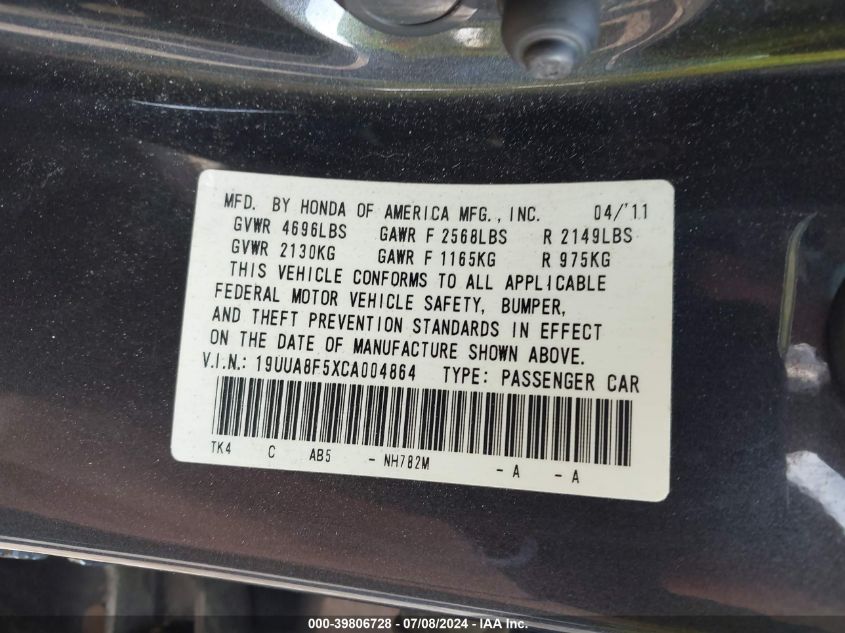 MFD. BY HONDA OF AMERICA MFG., INC. 04/'11
GVWR 4696LBS GAWR F 2568LBS R 2149LBS
GVWR 2130KG GAWR F 1165KG R 975KG
THIS VEHICLE CONFORMS TO ALL APPLICABLE
FEDERAL MOTOR VEHICLE SAFETY, BUMPER,
AND THEFT PREVENTION STANDARDS IN EFFECT
ON THE DATE OF MANUFACTURE SHOWN ABOVE.
V.I.N.: 19UUA8F5XCA004864 TYPE: PASSENGER CAR
TK4 C AB5 - NH782M - A - A
000-39806728 - 07/08/2024 - IAAI.com